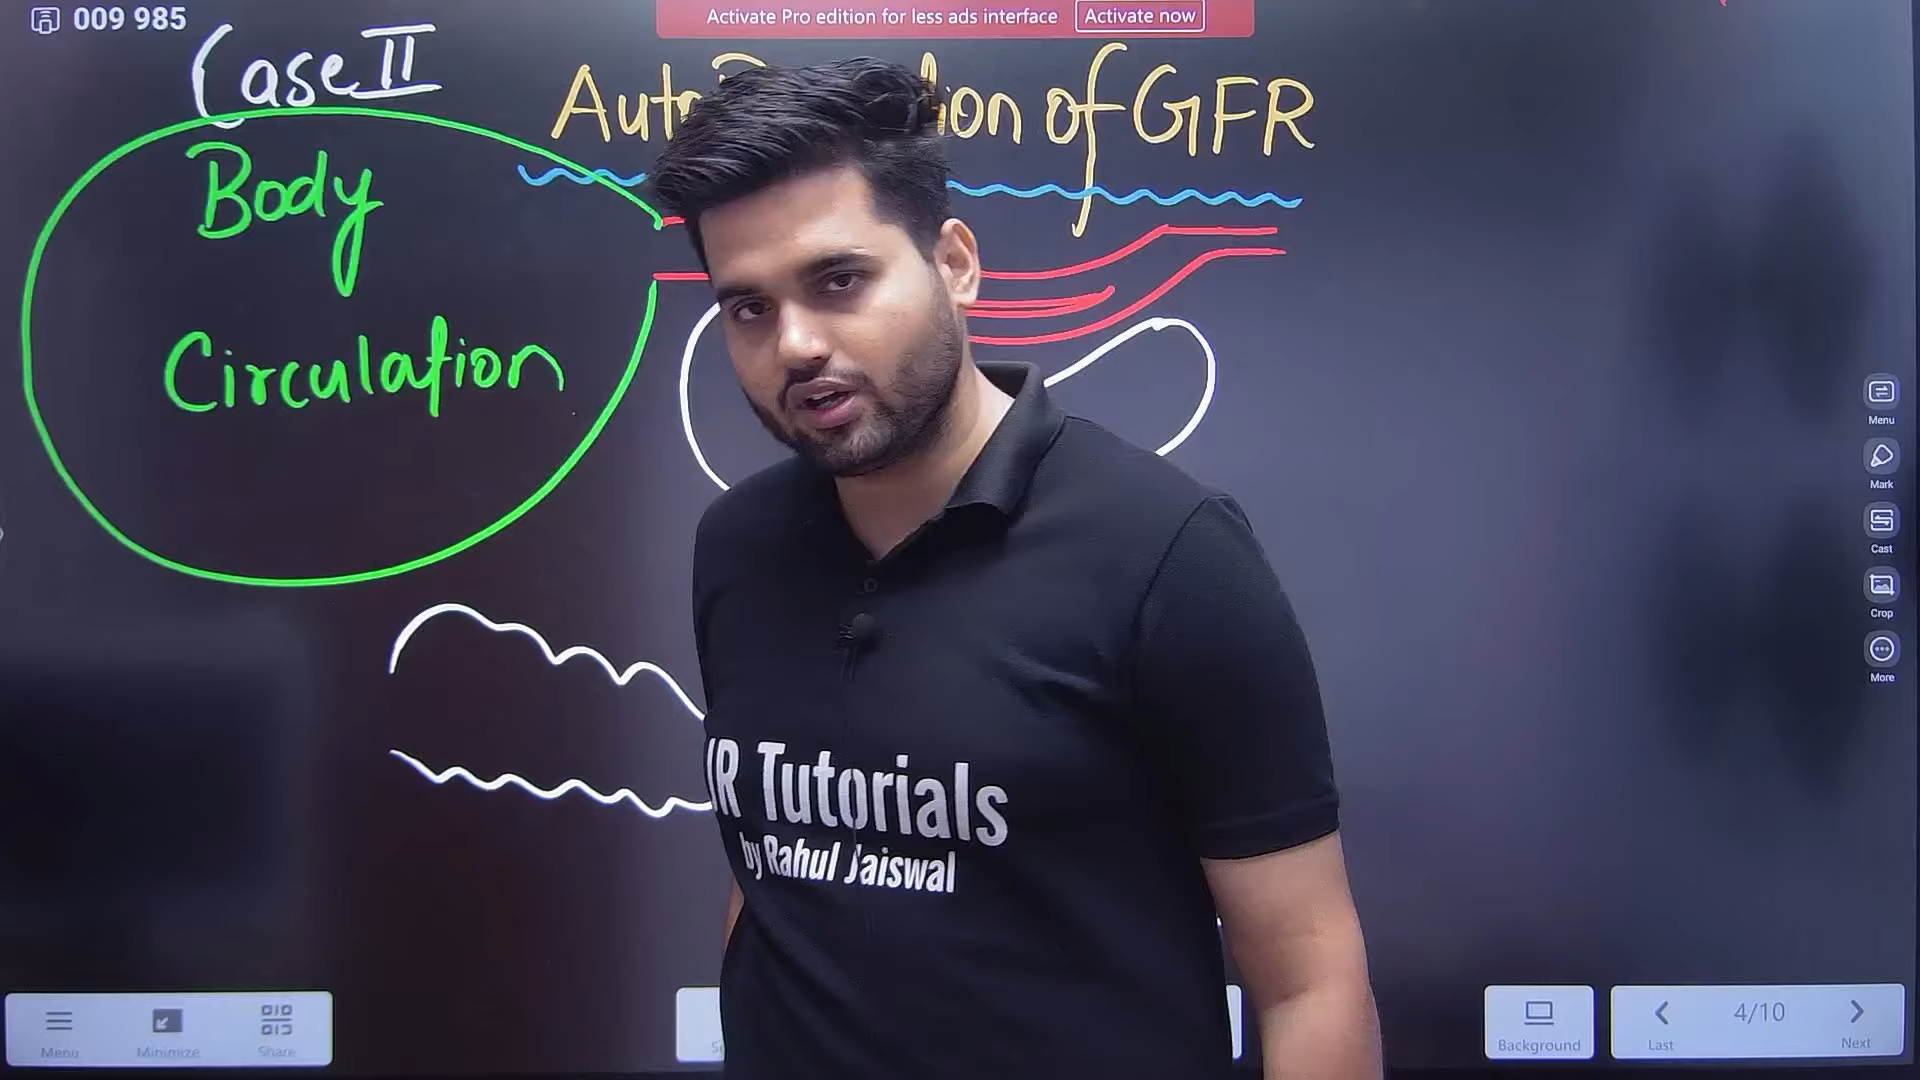 009 985
Activate Pro edition for less ads interface Activate now
Case II
of GFR
Body
Circulation
Menu
Mark
Cast
Crop
More
Tutorials
by Rahul Jaiswal
Menu Minimize Share
Background
Last 4/10 Next